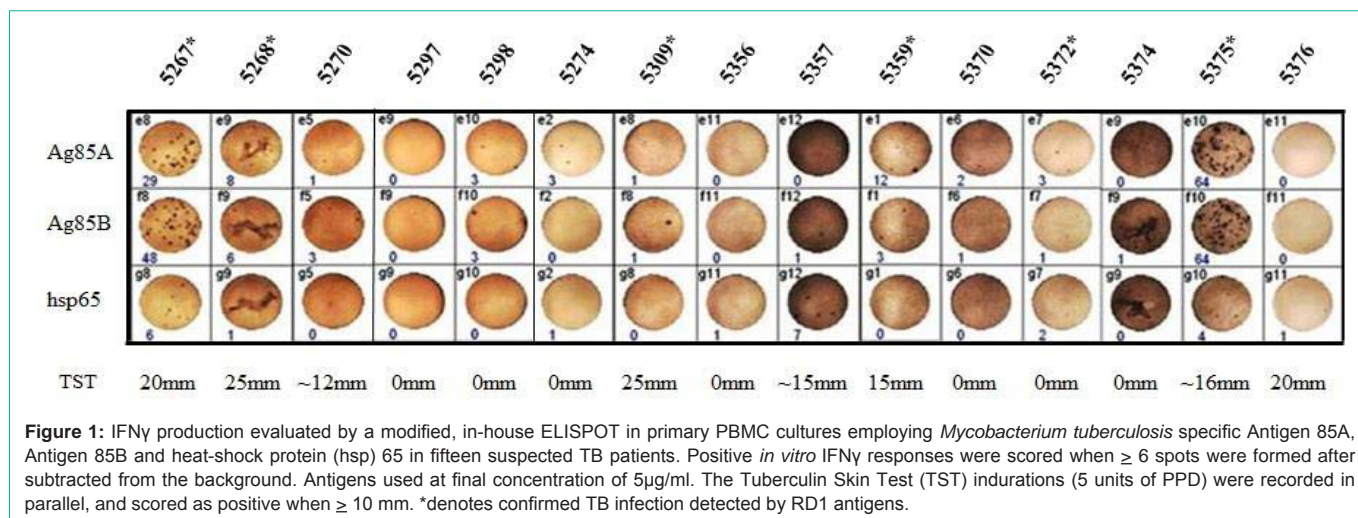 5267* 5268* 5270 5297 5298 5274 5309* 5356 5357 5359* 5370 5372* 5374 5375* 5376
e8 e9 e5 e9 e10 e2 e8 e11 e12 e1 e6 e7 e9 e10 e11
Ag85A
29 8 1 0 3 3 1 0 0 12 2 3 0 64 0
f8 f9 f5 f9 f10 f2 f8 f11 f12 f1 f6 f7 f9 f10 f11
Ag85B
48 6 3 0 3 0 1 0 1 3 1 1 1 64 0
g8 g9 g5 g9 g10 g2 g8 g11 g12 g1 g6 g7 g9 g10 g11
hsp65
6 1 0 0 0 1 0 1 7 0 0 2 0 4 1
TST 20mm 25mm ~12mm 0mm 0mm 0mm 25mm 0mm ~15mm 15mm 0mm 0mm 0mm ~16mm 20mm
Figure 1: IFNγ production evaluated by a modified, in-house ELISPOT in primary PBMC cultures employing Mycobacterium tuberculosis specific Antigen 85A,
Antigen 85B and heat-shock protein (hsp) 65 in fifteen suspected TB patients. Positive in vitro IFNγ responses were scored when ≥ 6 spots were formed after
subtracted from the background. Antigens used at final concentration of 5μg/ml. The Tuberculin Skin Test (TST) indurations (5 units of PPD) were recorded in
parallel, and scored as positive when ≥ 10 mm. *denotes confirmed TB infection detected by RD1 antigens.